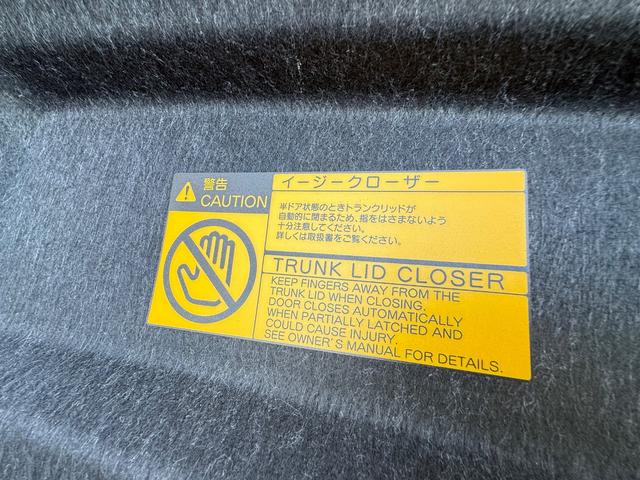 警告
CAUTION
イージークローザー
半ドア状態のときトランクリッドが
自動的に閉まるため、指をはさまないよう
十分注意してください。
詳しくは取扱書をご覧ください。
TRUNK LID CLOSER
KEEP FINGERS AWAY FROM THE
TRUNK LID WHEN CLOSING.
DOOR CLOSES AUTOMATICALLY
WHEN PARTIALLY LATCHED AND
COULD CAUSE INJURY.
SEE OWNER'S MANUAL FOR DETAILS.